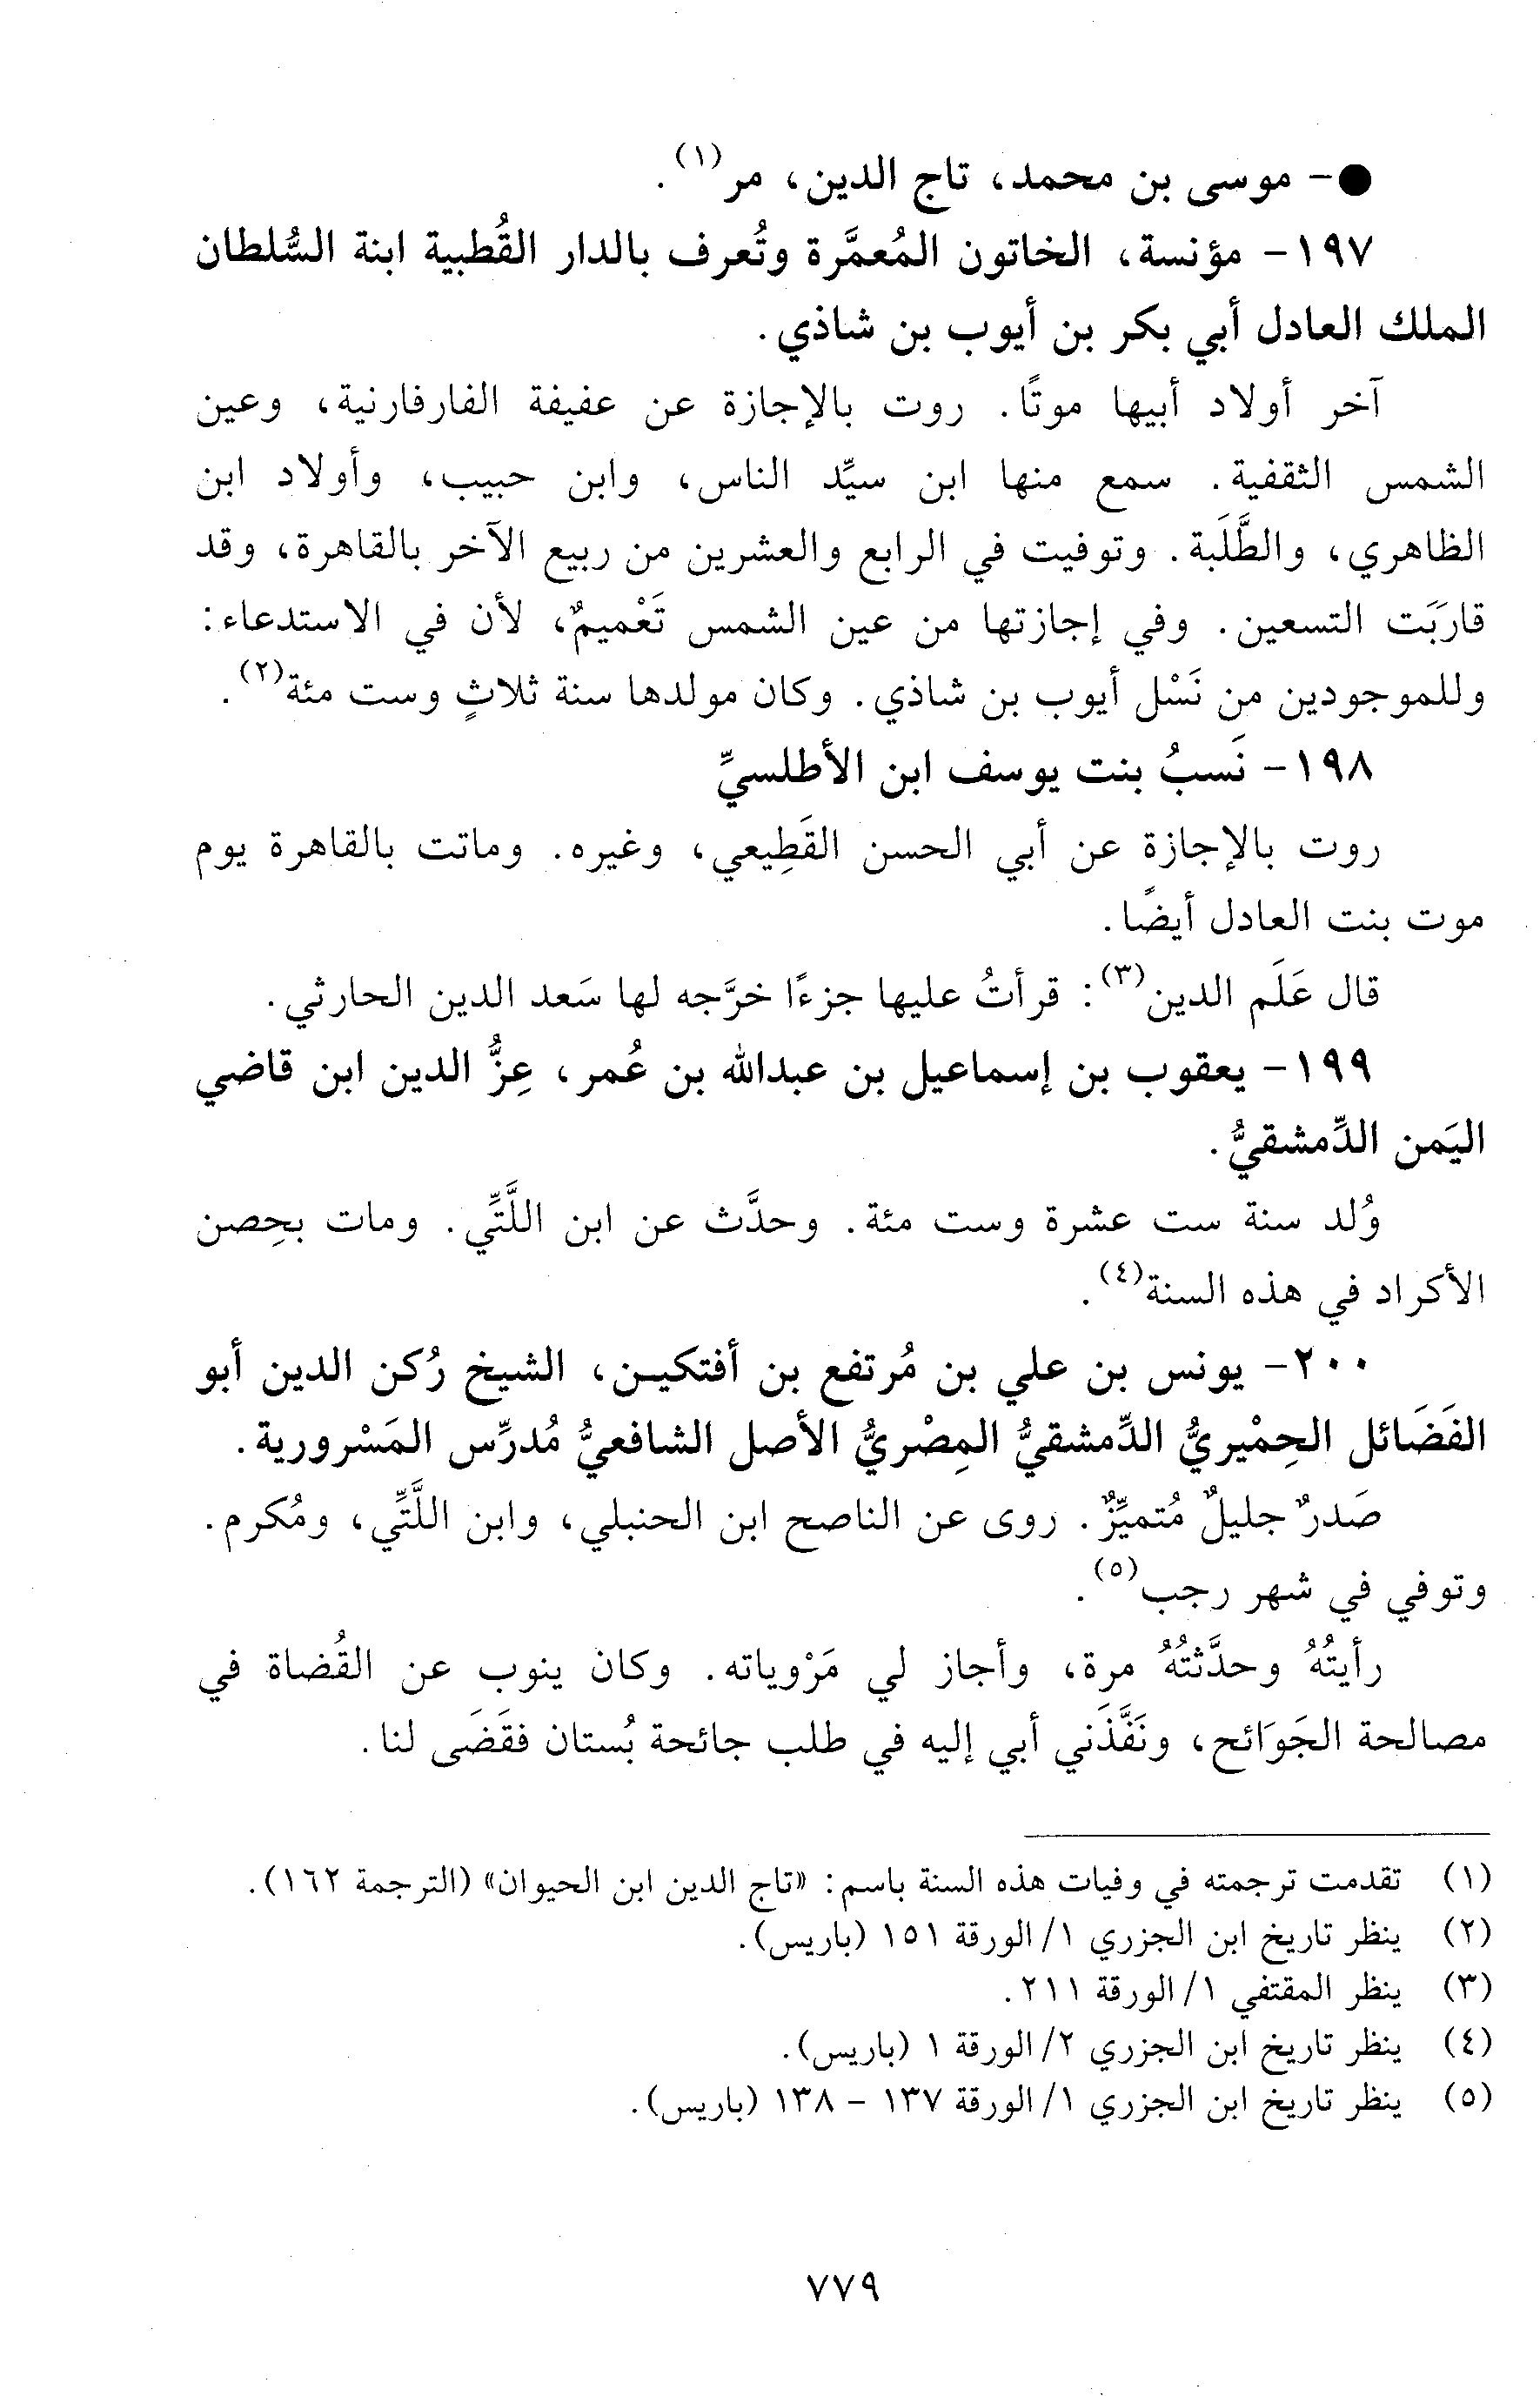 ● - موسى بن محمد، تاج الدين، مر(١).
١٩٧ - مؤنسة، الخاتون المُعمَّرة وتُعرف بالدار القُطبية ابنة السُّلطان
الملك العادل أبي بكر بن أيوب بن شاذي.
آخر أولاد أبيها موتًا. روت بالإجازة عن عفيفة الفارفارنية، وعين
الشمس الثقفية. سمع منها ابن سيِّد الناس، وابن حبيب، وأولاد ابن
الظاهري، والطَّلَبة. وتوفيت في الرابع والعشرين من ربيع الآخر بالقاهرة، وقد
قارَبَت التسعين. وفي إجازتها من عين الشمس تَعْميمٌ، لأن في الاستدعاء:
وللموجودين من نَسْل أيوب بن شاذي. وكان مولدها سنة ثلاثٍ وست مئة(٢).
١٩٨ - نَسبُ بنت يوسف ابن الأطلسيِّ
روت بالإجازة عن أبي الحسن القَطِيعي، وغيره. وماتت بالقاهرة يوم
موت بنت العادل أيضًا.
قال عَلَم الدين(٣): قرأتُ عليها جزءًا خرَّجه لها سَعد الدين الحارثي.
١٩٩ - يعقوب بن إسماعيل بن عبدالله بن عُمر، عِزُّ الدين ابن قاضي
اليَمن الدِّمشقيُّ.
وُلد سنة ست عشرة وست مئة. وحدَّث عن ابن اللَّتِّي. ومات بحِصن
الأكراد في هذه السنة(٤).
٢٠٠ - يونس بن علي بن مُرتفع بن أفتكيـن، الشيخ رُكن الدين أبو
الفَضَائل الحِمْيريُّ الدِّمشقيُّ المِصْريُّ الأصل الشافعيُّ مُدرِّس المَسْرورية.
صَدرٌ جليلٌ مُتميِّزٌ. روى عن الناصح ابن الحنبلي، وابن اللَّتِّي، ومُكرم.
وتوفي في شهر رجب(٥).
رأيتُهُ وحدَّثتُهُ مرة، وأجاز لي مَرْوياته. وكان ينوب عن القُضاة في
مصالحة الجَوَائح، ونَفَّذَني أبي إليه في طلب جائحة بُستان فقَضَى لنا.
(١) تقدمت ترجمته في وفيات هذه السنة باسم: «تاج الدين ابن الحيوان» (الترجمة ١٦٢).
(٢) ينظر تاريخ ابن الجزري ١/ الورقة ١٥١ (باريس).
(٣) ينظر المقتفي ١/ الورقة ٢١١.
(٤) ينظر تاريخ ابن الجزري ٢/ الورقة ١ (باريس).
(٥) ينظر تاريخ ابن الجزري ١/ الورقة ١٣٧ - ١٣٨ (باريس).
٧٧٩